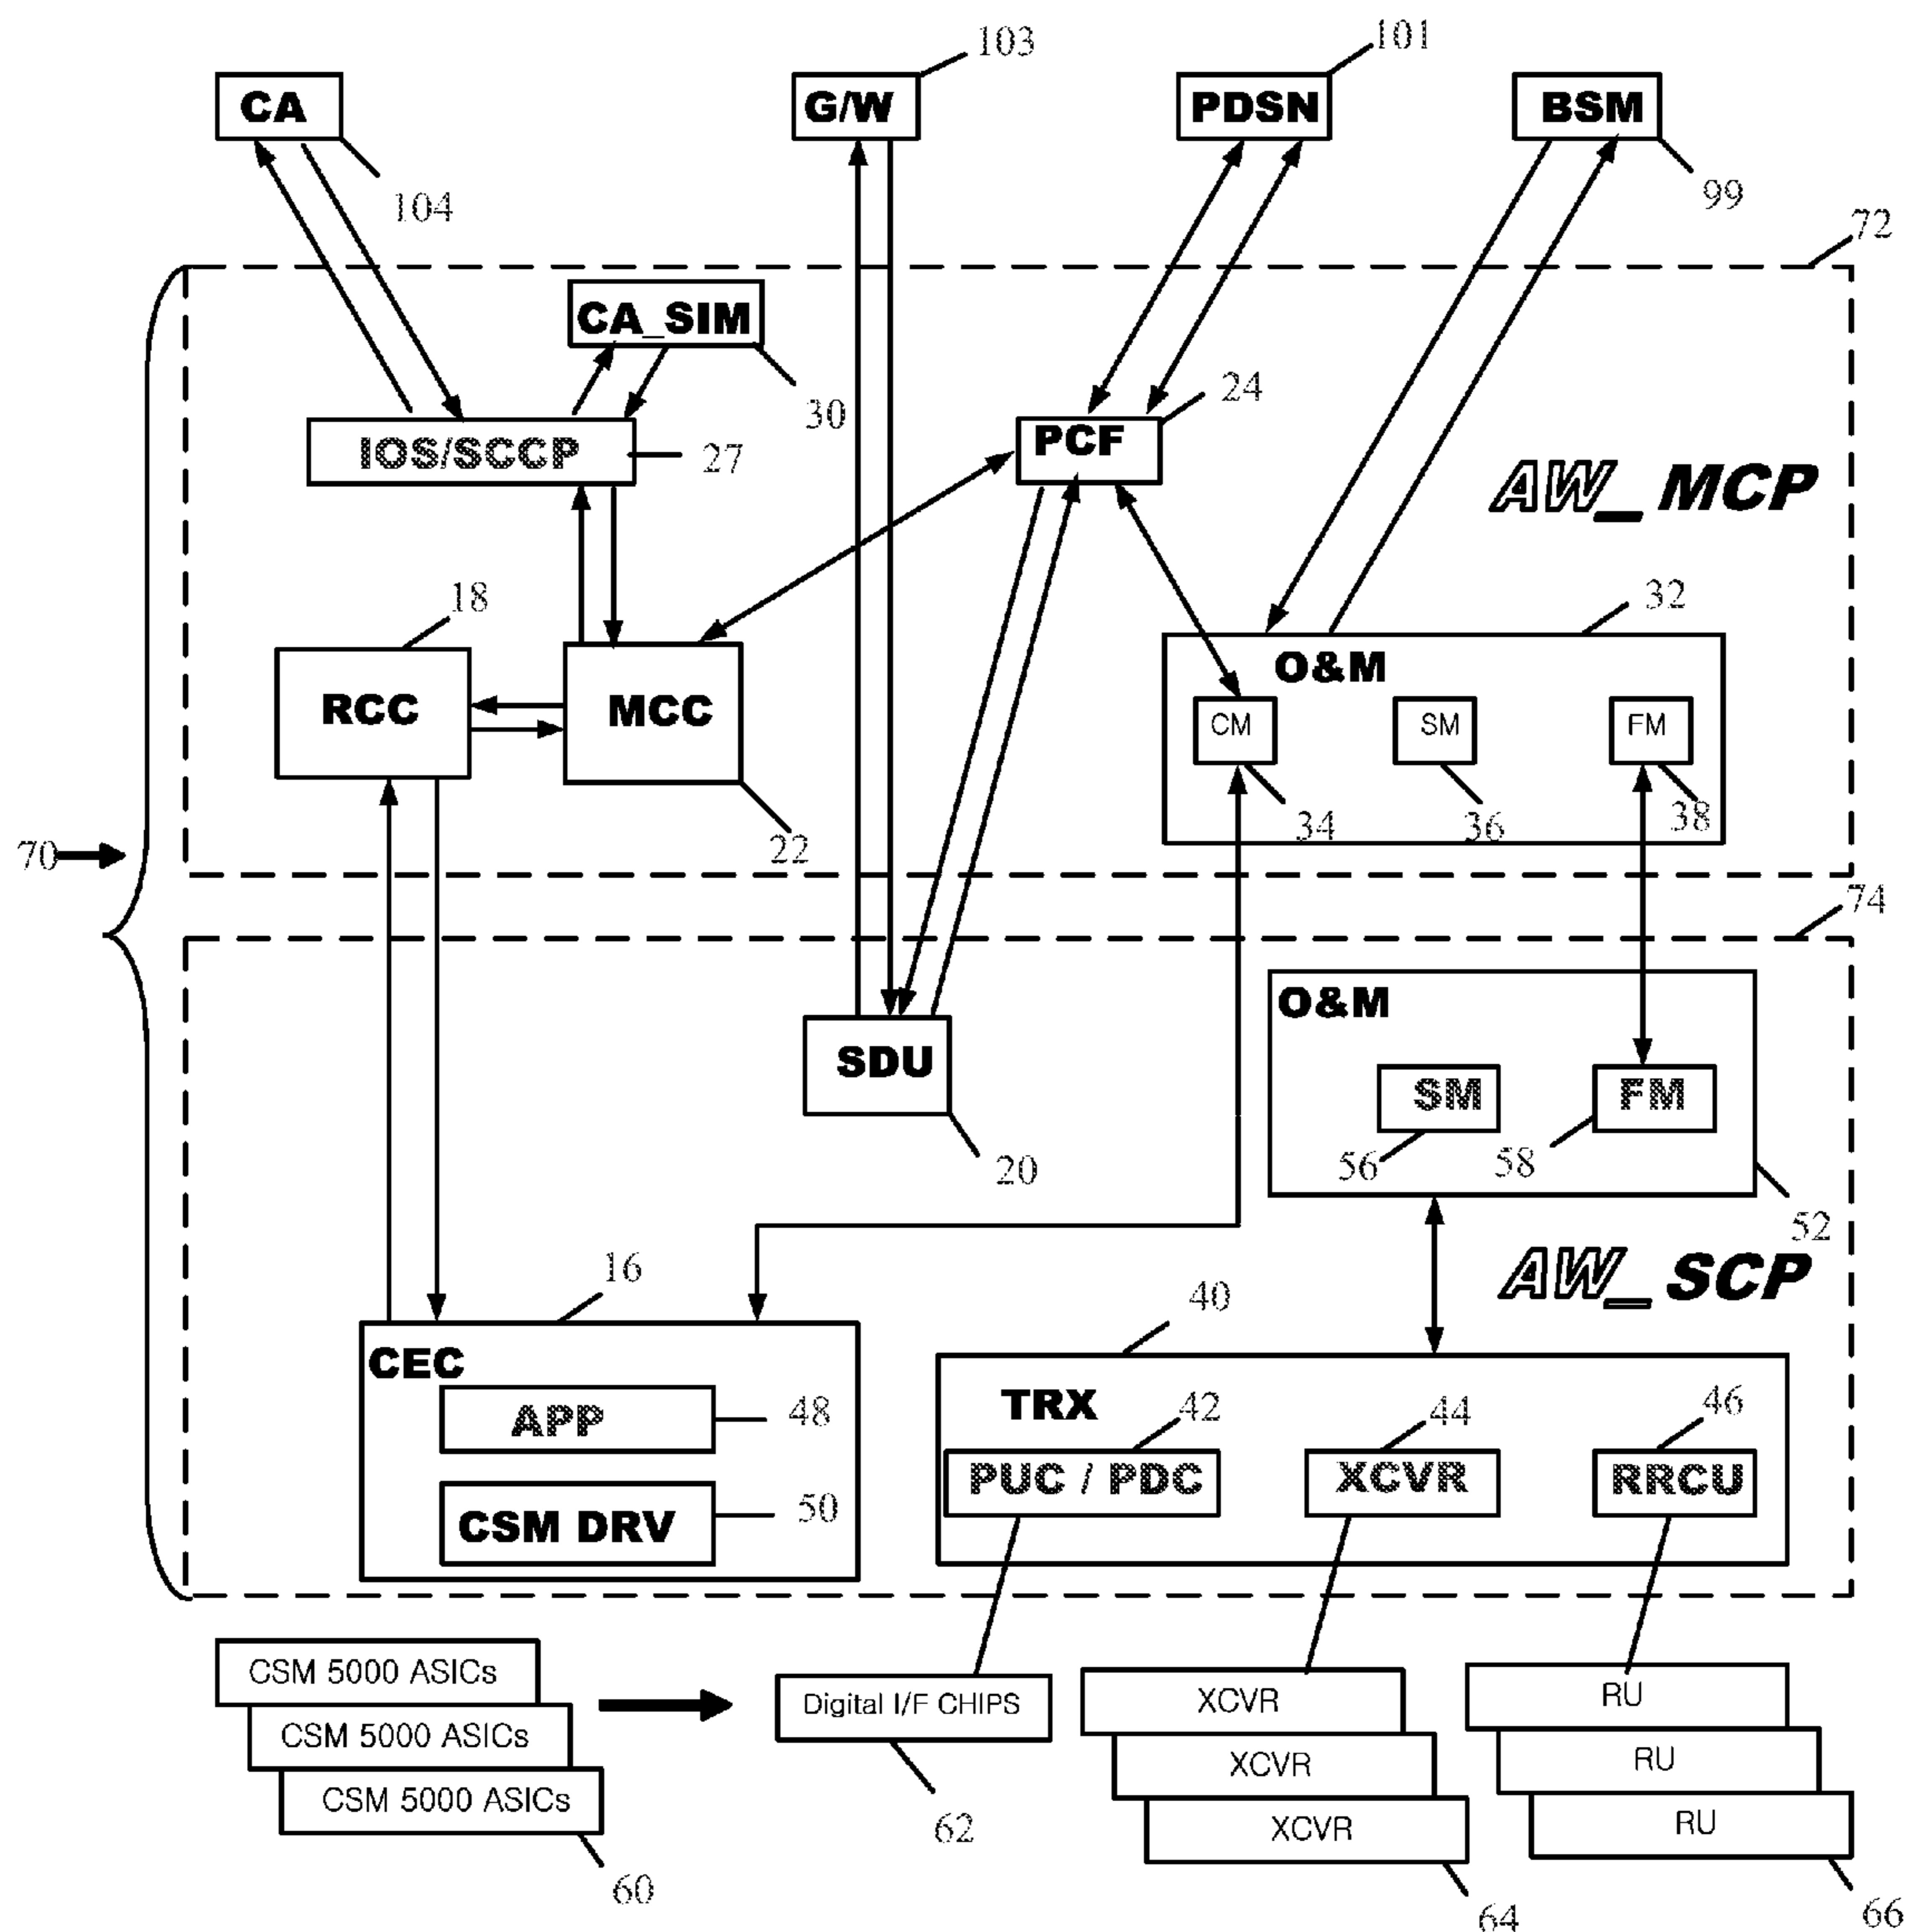 103
101
CA
G/W
PDSN
BSM
104
99
72
CA_SIM
30
24
IOS/SCCP
27
PCF
AW_MCP
18
32
O&M
RCC
MCC
CM
SM
FM
34
36
38
22
70
74
O&M
SDU
SM
FM
56
58
20
52
16
AW_SCP
40
CEC
TRX
42
44
46
APP
48
PUC / PDC
XCVR
RRCU
CSM DRV
50
CSM 5000 ASICs
CSM 5000 ASICs
CSM 5000 ASICs
Digital I/F CHIPS
XCVR
XCVR
XCVR
RU
RU
RU
62
60
64
66